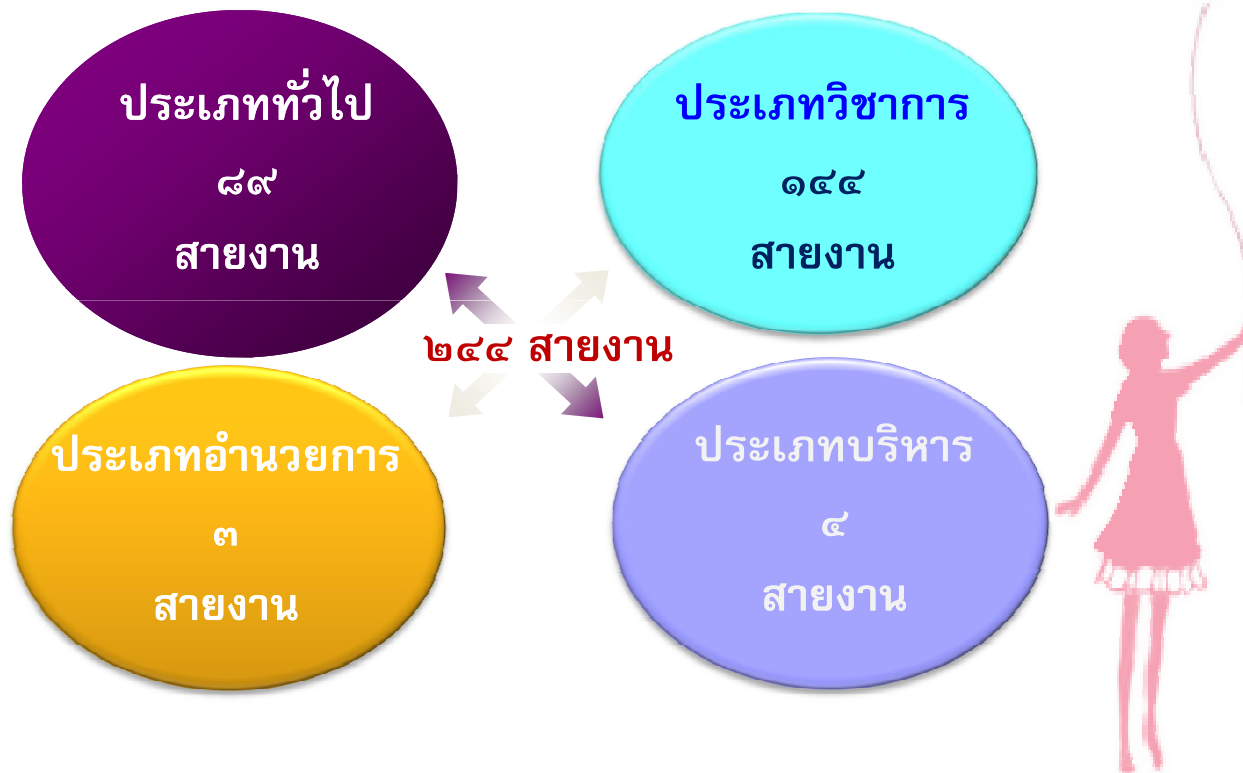 ประเภททั่วไป
๘๙
สายงาน
ประเภทวิชาการ
๑๔๔
สายงาน
๒๔๔ สายงาน
ประเภทอำนวยการ
๓
สายงาน
ประเภทบริหาร
๔
สายงาน